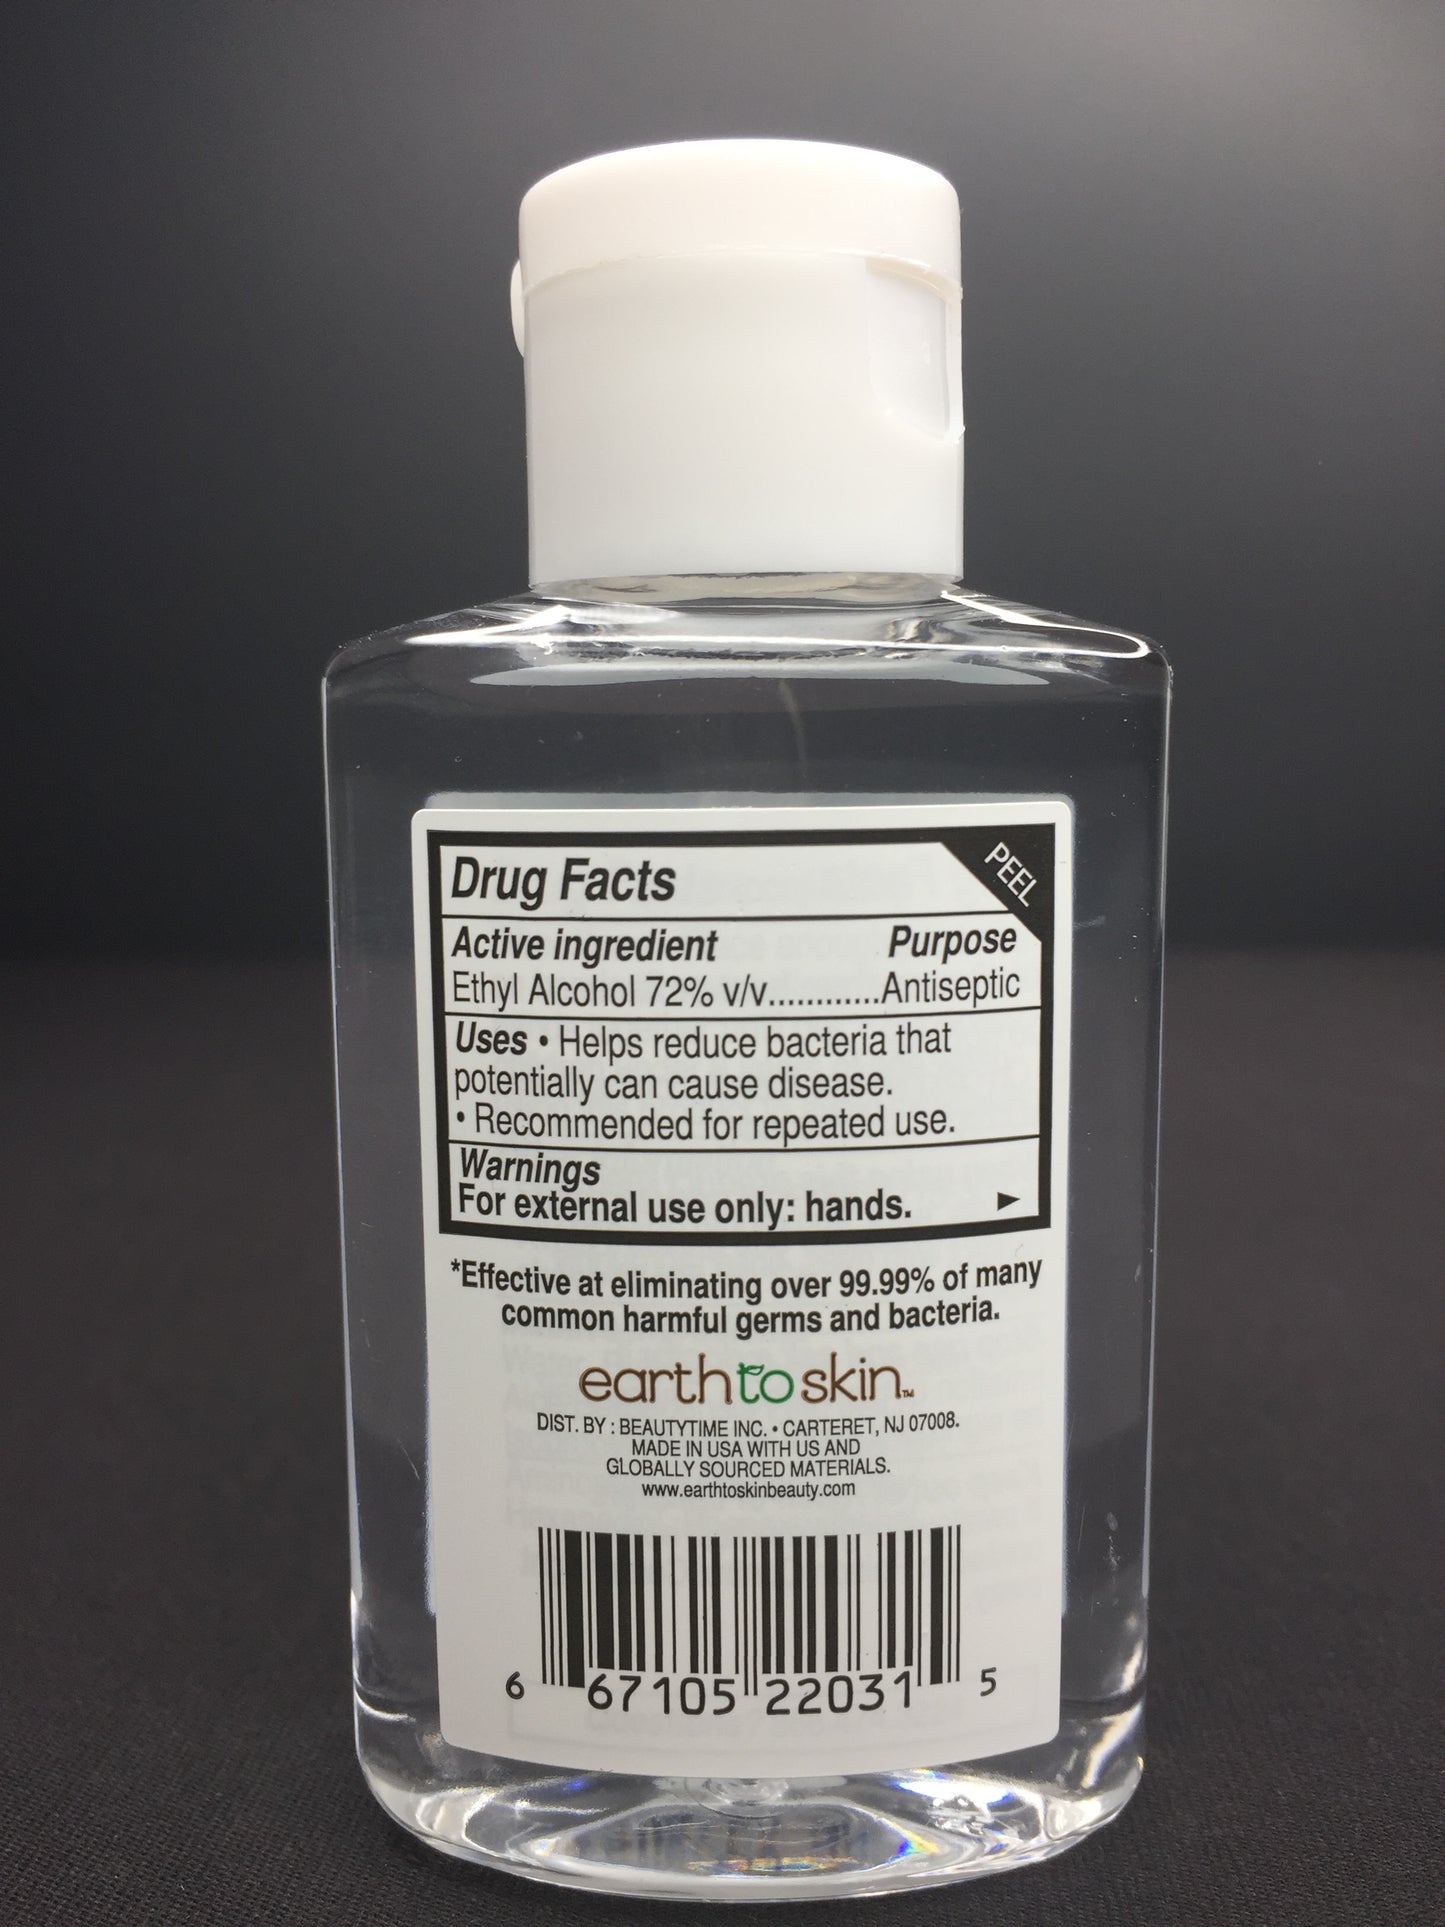 PEEL
Drug Facts
Active ingredient Purpose
Ethyl Alcohol 72% v/v............Antiseptic
Uses • Helps reduce bacteria that
potentially can cause disease.
• Recommended for repeated use.
Warnings
For external use only: hands.
*Effective at eliminating over 99.99% of many
common harmful germs and bacteria.
earth to skin™
DIST. BY : BEAUTYTIME INC. • CARTERET, NJ 07008.
MADE IN USA WITH US AND
GLOBALLY SOURCED MATERIALS.
www.earthtoskinbeauty.com
6 67105 22031 5